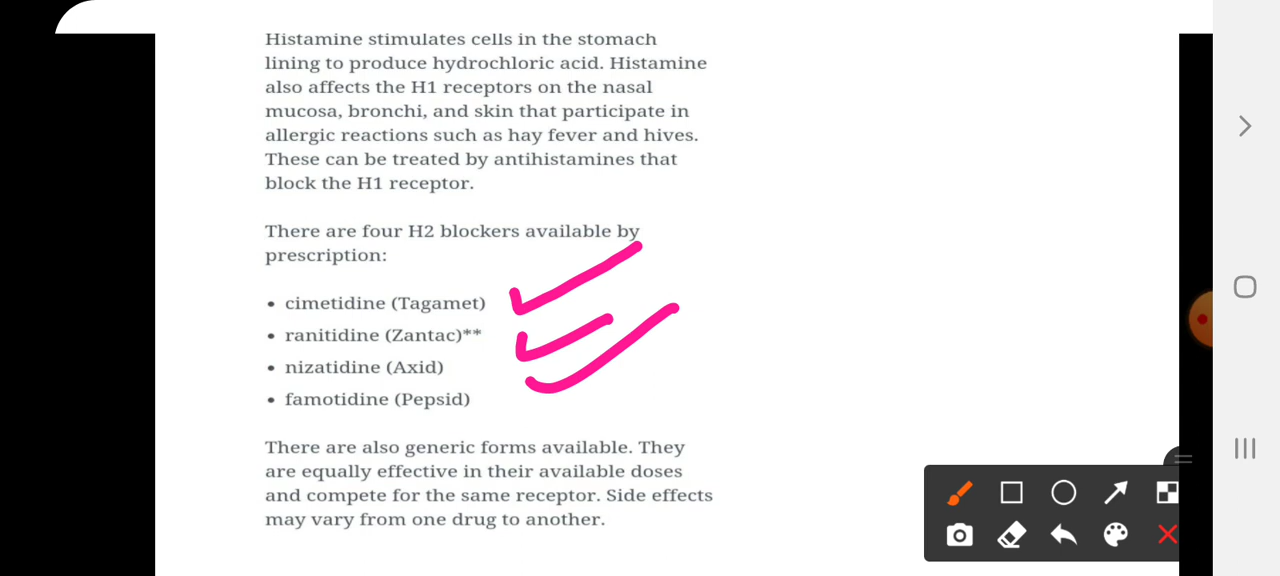 Histamine stimulates cells in the stomach
lining to produce hydrochloric acid. Histamine
also affects the H1 receptors on the nasal
mucosa, bronchi, and skin that participate in
allergic reactions such as hay fever and hives.
These can be treated by antihistamines that
block the H1 receptor.
There are four H2 blockers available by
prescription:
• cimetidine (Tagamet)
• ranitidine (Zantac)**
• nizatidine (Axid)
• famotidine (Pepsid)
There are also generic forms available. They
are equally effective in their available doses
and compete for the same receptor. Side effects
may vary from one drug to another.